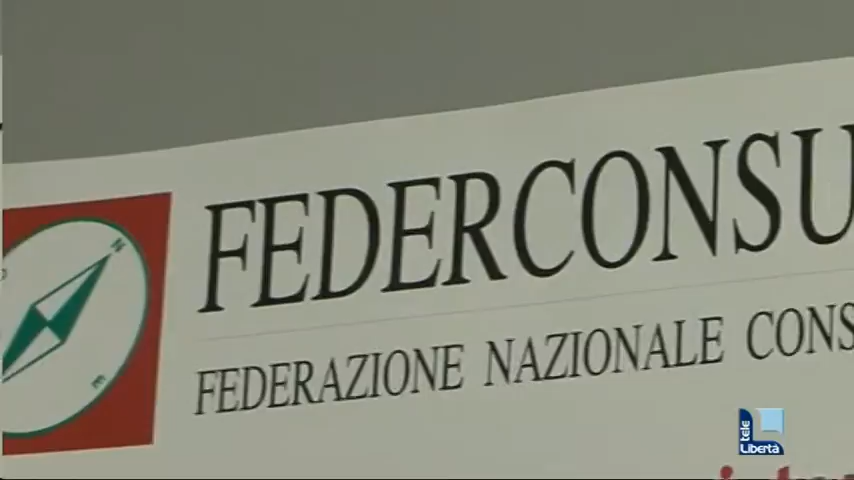 FEDERCONSU
FEDERAZIONE NAZIONALE CONS
N
E
tele
Libertà